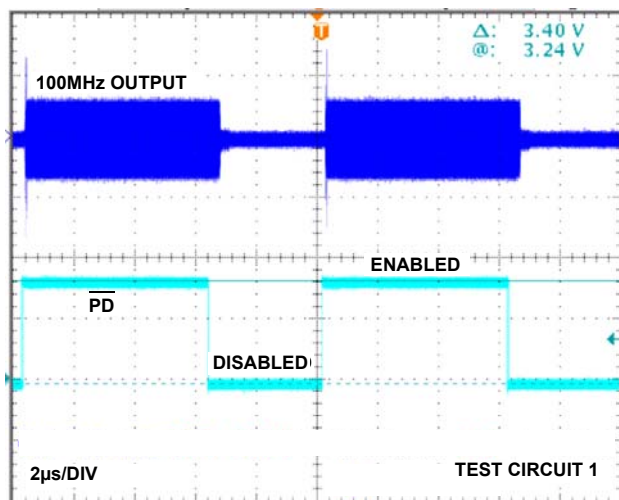 T
Δ: 3.40 V
@: 3.24 V
100MHz OUTPUT
ENABLED
PD
DISABLED
2µs/DIV
TEST CIRCUIT 1